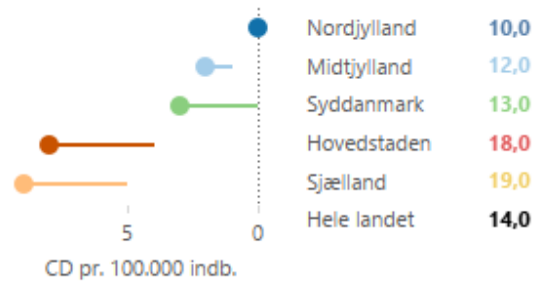 Nordjylland 10,0
Midtjylland 12,0
Syddanmark 13,0
Hovedstaden 18,0
Sjælland 19,0
Hele landet 14,0
5 0
CD pr. 100.000 indb.